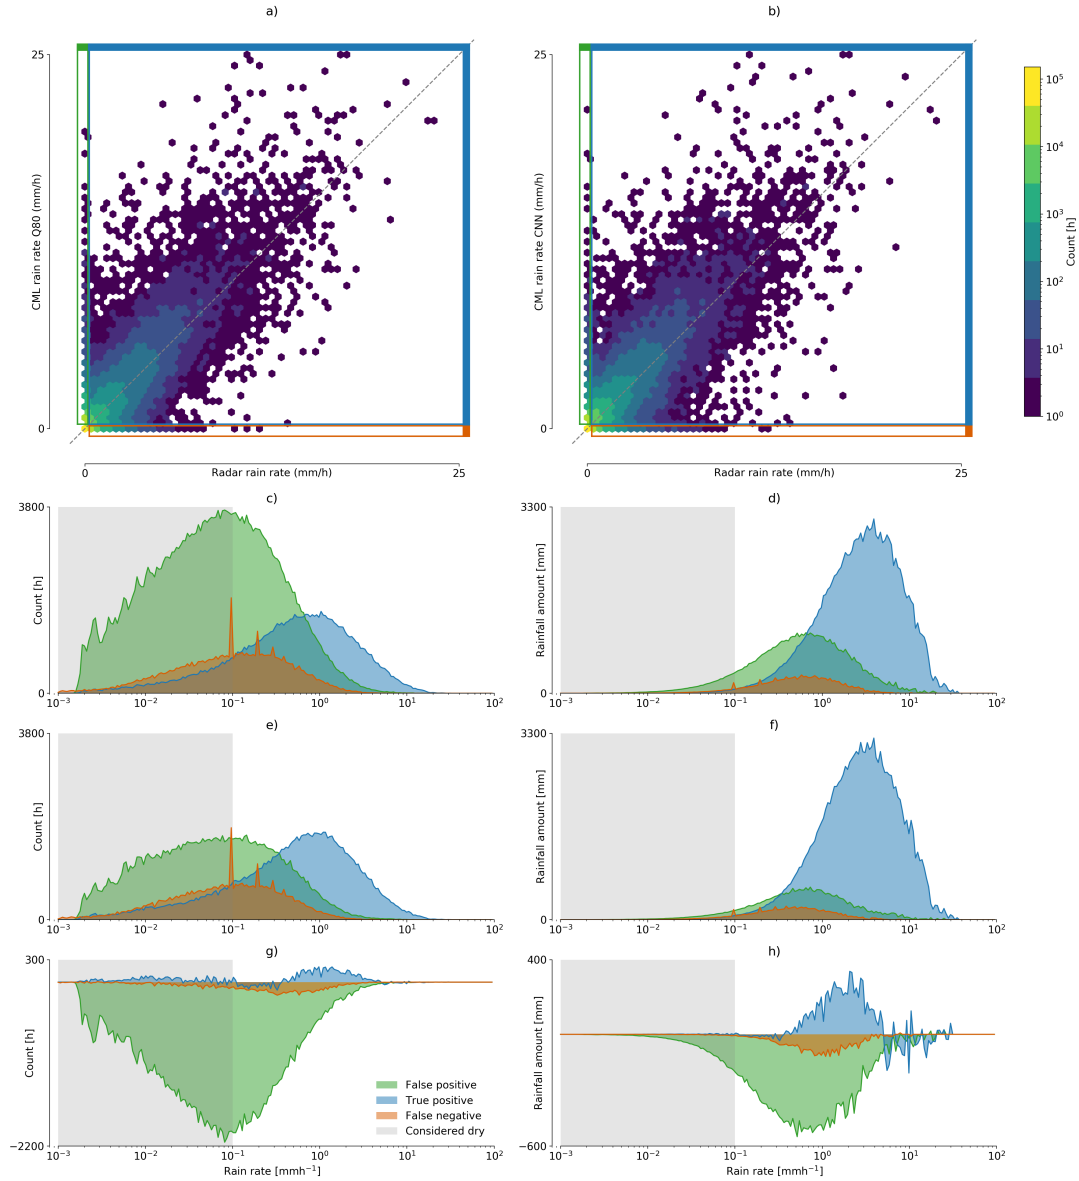 a)
b)
25
CML rain rate Q80 (mm/h)
0
0
Radar rain rate (mm/h)
25
25
CML rain rate CNN (mm/h)
0
0
Radar rain rate (mm/h)
25
10⁵
10⁴
10³
10²
10¹
10⁰
Count [h]
c)
3800
Count [h]
0
10⁻³
10⁻²
10⁻¹
10⁰
10¹
10²
d)
3300
Rainfall amount [mm]
0
10⁻³
10⁻²
10⁻¹
10⁰
10¹
10²
e)
3800
Count [h]
0
10⁻³
10⁻²
10⁻¹
10⁰
10¹
10²
f)
3300
Rainfall amount [mm]
0
10⁻³
10⁻²
10⁻¹
10⁰
10¹
10²
g)
300
Count [h]
−2200
False positive
True positive
False negative
Considered dry
10⁻³
10⁻²
10⁻¹
10⁰
10¹
10²
Rain rate [mmh⁻¹]
h)
400
Rainfall amount [mm]
−600
10⁻³
10⁻²
10⁻¹
10⁰
10¹
10²
Rain rate [mmh⁻¹]